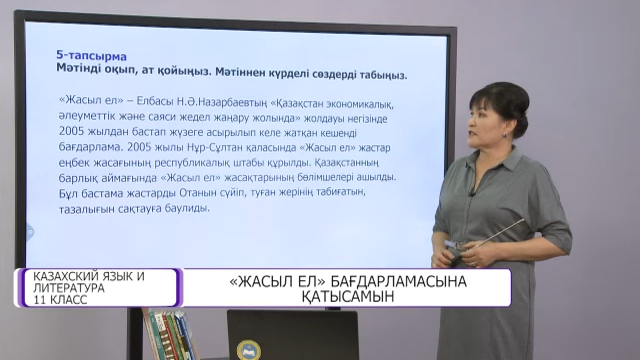 5-тапсырма
Мәтінді оқып, ат қойыңыз. Мәтіннен күрделі сөздерді табыңыз.
«Жасыл ел» – Елбасы Н.Ә.Назарбаевтың «Қазақстан экономикалық,
әлеуметтік және саяси жедел жаңару жолында» жолдауы негізінде
2005 жылдан бастап жүзеге асырылып келе жатқан кешенді
бағдарлама. 2005 жылы Нұр-Сұлтан қаласында «Жасыл ел» жастар
еңбек жасағының республикалық штабы құрылды. Қазақстанның
барлық аймағында «Жасыл ел» жасақтарының бөлімшелері ашылды.
Бұл бастама жастарды Отанын сүйіп, туған жерінің табиғатын,
тазалығын сақтауға баулиды.
КАЗАХСКИЙ ЯЗЫК И
ЛИТЕРАТУРА
11 КЛАСС
«ЖАСЫЛ ЕЛ» БАҒДАРЛАМАСЫНА
ҚАТЫСАМЫН